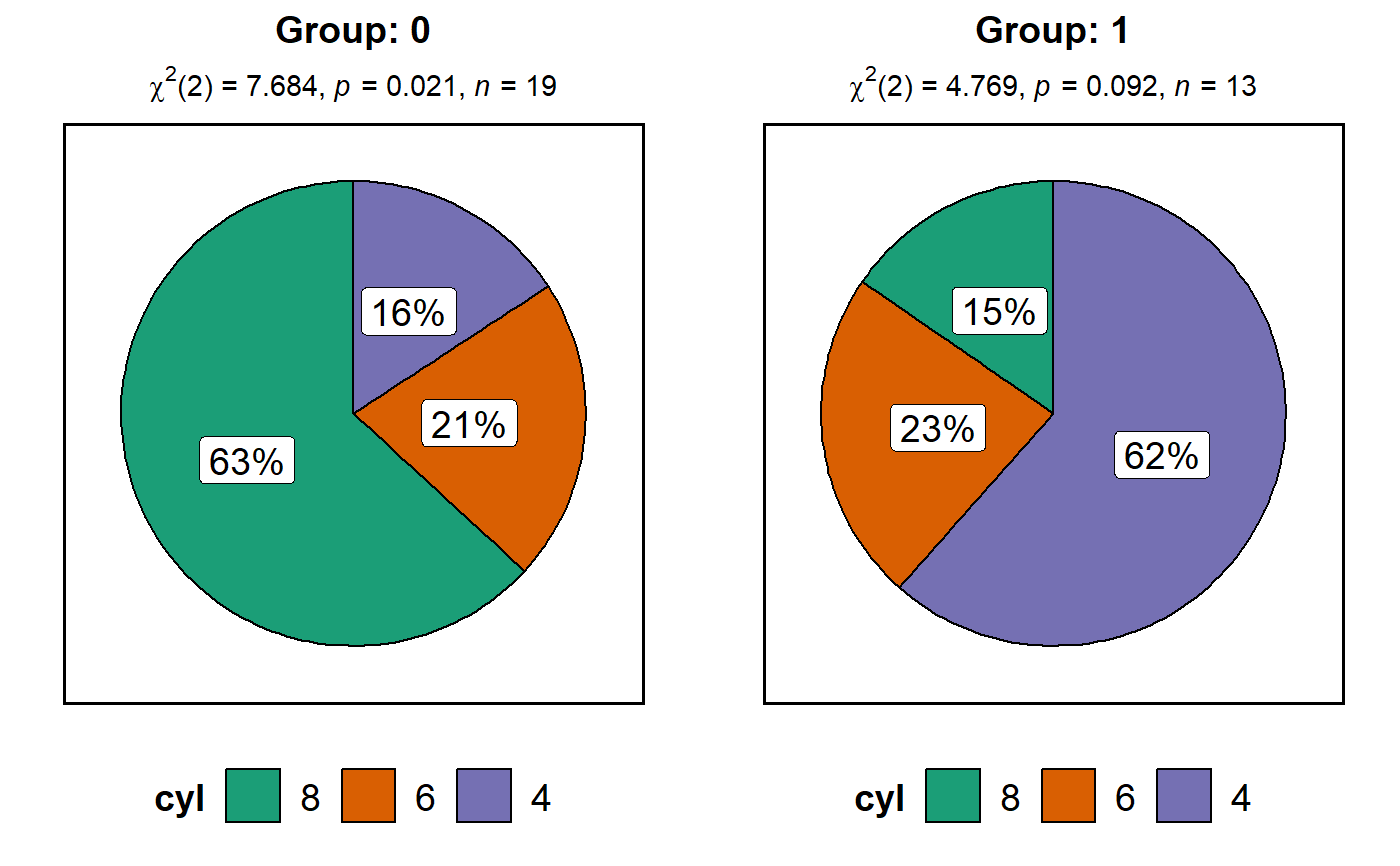 Group: 0
χ²(2) = 7.684, p = 0.021, n = 19
16%
21%
63%
cyl 8 6 4
Group: 1
χ²(2) = 4.769, p = 0.092, n = 13
15%
23%
62%
cyl 8 6 4